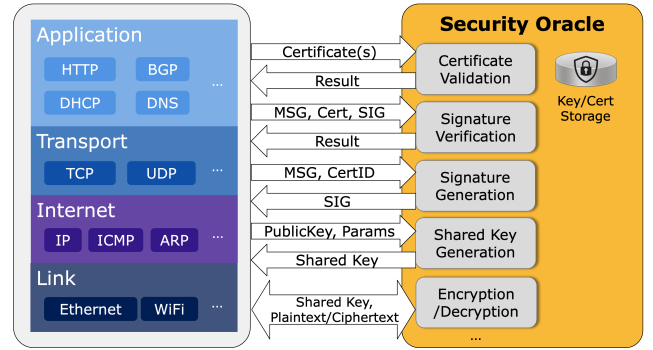 Application
HTTP
BGP
DHCP
DNS
...
Transport
TCP
UDP
...
Internet
IP
ICMP
ARP
...
Link
Ethernet
WiFi
...
Certificate(s)
Result
MSG, Cert, SIG
Result
MSG, CertID
SIG
PublicKey, Params
Shared Key
Shared Key,
Plaintext/Ciphertext
Security Oracle
Certificate
Validation
Signature
Verification
Signature
Generation
Shared Key
Generation
Encryption
/Decryption
...
Key/Cert
Storage